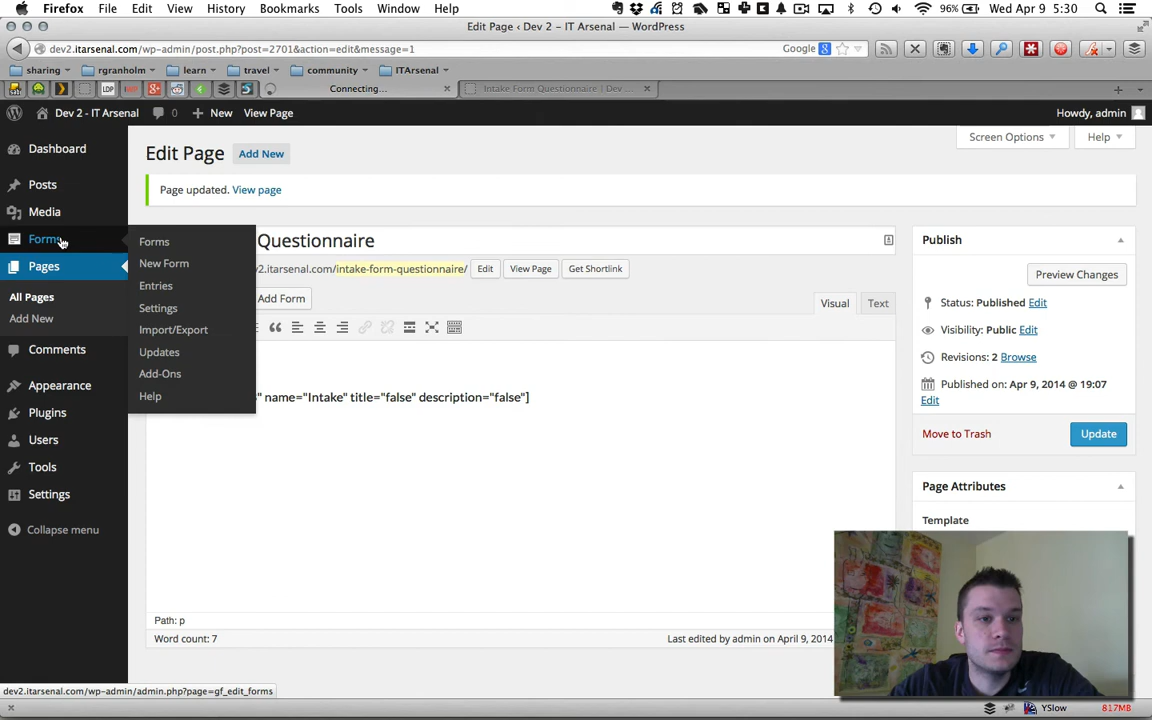 Firefox File Edit View History Bookmarks Tools Window Help 96% Wed Apr 9 5:30
Edit Page ‹ Dev 2 – IT Arsenal — WordPress
dev2.itarsenal.com/wp-admin/post.php?post=2701&action=edit&message=1 Google
sharing rgranholm learn travel community ITArsenal
LDP Connecting... Intake Form Questionnaire | Dev ...
Dev 2 - IT Arsenal 0 New View Page Howdy, admin
Screen Options Help
Dashboard
Edit Page Add New
Posts
Page updated. View page
Media
Forms
Forms
Questionnaire
Publish
New Form
Pages
v2.itarsenal.com/intake-form-questionnaire/ Edit View Page Get Shortlink
Preview Changes
Entries
All Pages
Add Form
Visual Text
Status: Published Edit
Settings
Add New
Import/Export
Visibility: Public Edit
Comments
Updates
Revisions: 2 Browse
Add-Ons
Appearance
Published on: Apr 9, 2014 @ 19:07
Edit
Help
" name="Intake" title="false" description="false"]
Plugins
Move to Trash Update
Users
Tools
Page Attributes
Settings
Template
Collapse menu
Path: p
Word count: 7 Last edited by admin on April 9, 2014
dev2.itarsenal.com/wp-admin/admin.php?page=gf_edit_forms
YSlow 817MB